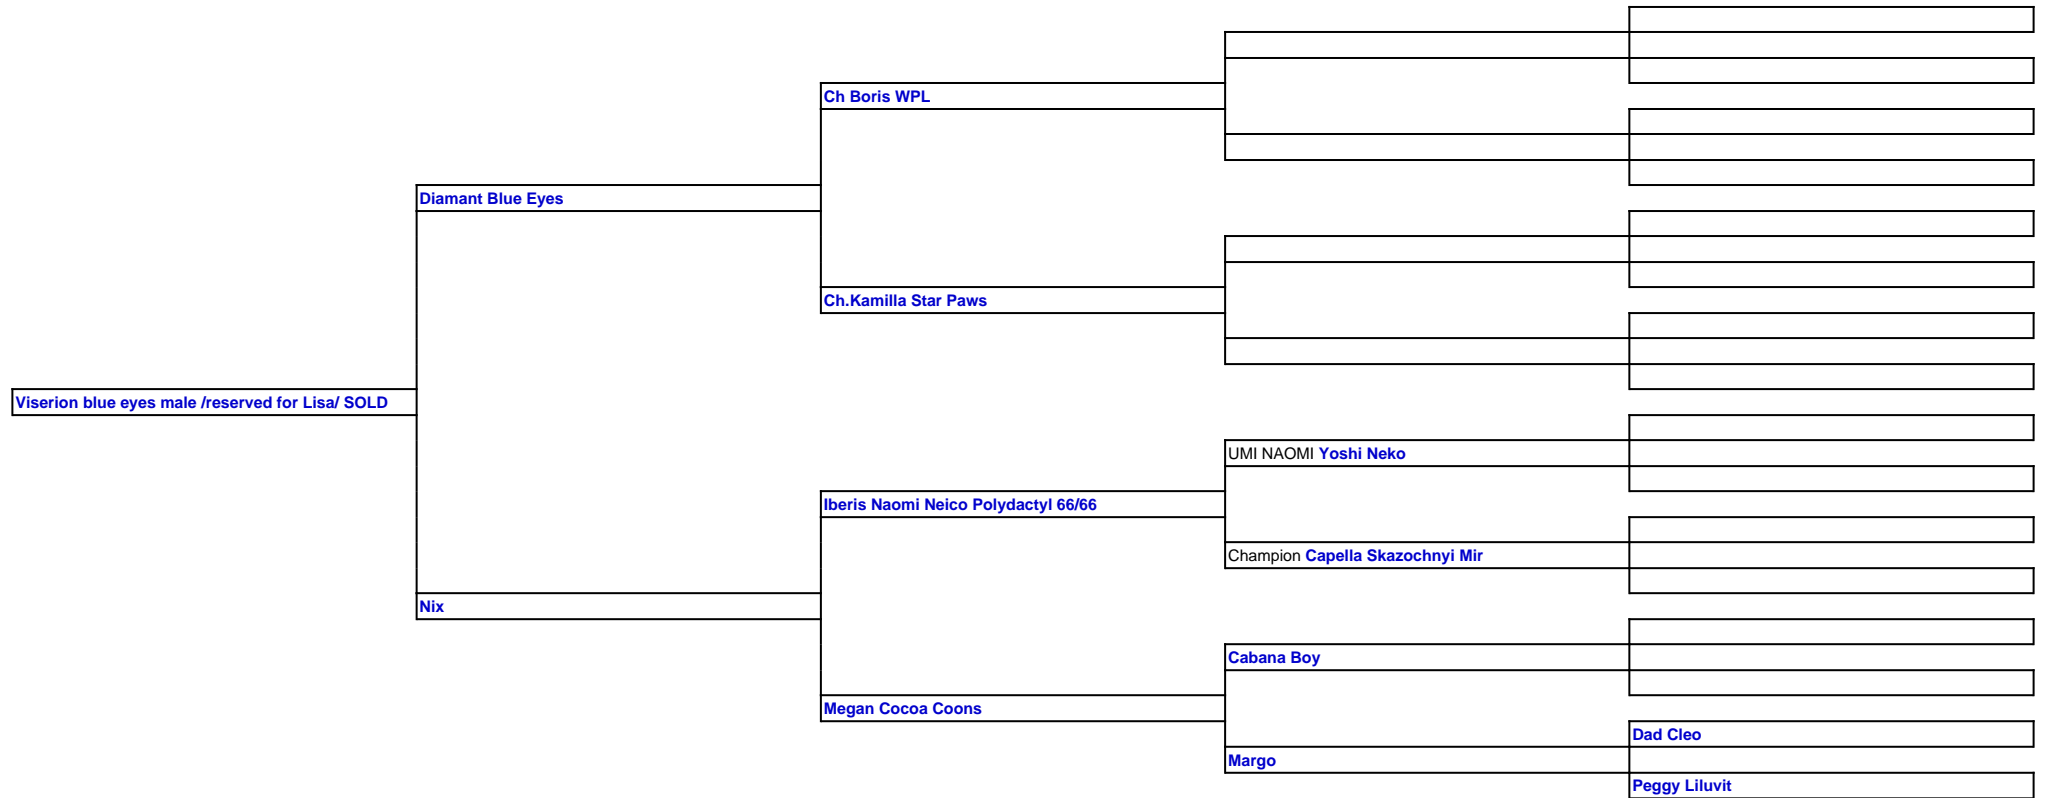 Ch Boris WPL
Diamant Blue Eyes
Ch.Kamilla Star Paws
Viserion blue eyes male /reserved for Lisa/ SOLD
UMI NAOMI Yoshi Neko
Iberis Naomi Neico Polydactyl 66/66
Champion Capella Skazochnyi Mir
Nix
Cabana Boy
Megan Cocoa Coons
Dad Cleo
Margo
Peggy Liluvit